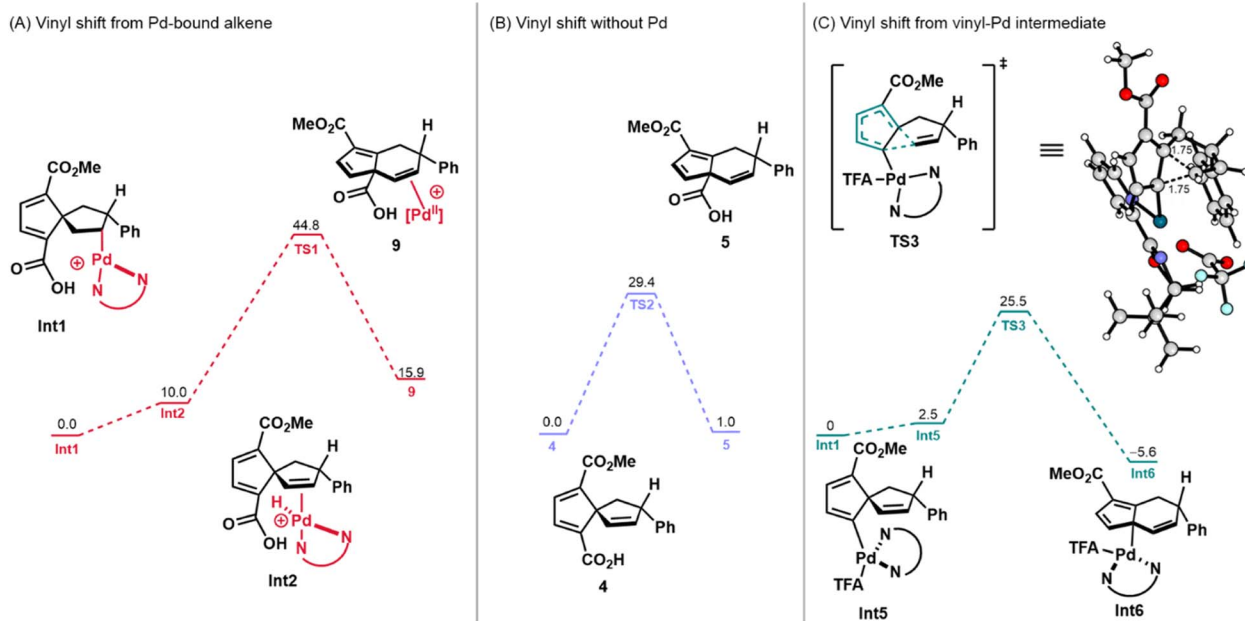 (A) Vinyl shift from Pd-bound alkene
CO₂Me
H
Ph
O
OH
⊕
Pd
N
N
Int1
MeO₂C
H
Ph
O
OH
⊕
[Pdᴵᴵ]
9
44.8
TS1
10.0
Int2
0.0
Int1
15.9
9
CO₂Me
H
Ph
H
⊕
Pd
O
OH
N
N
Int2
(B) Vinyl shift without Pd
MeO₂C
H
Ph
O
OH
5
29.4
TS2
0.0
4
1.0
5
CO₂Me
H
Ph
CO₂H
4
(C) Vinyl shift from vinyl-Pd intermediate
‡
CO₂Me
H
Ph
TFA
Pd
N
N
TS3
≡
1.75
1.75
25.5
TS3
0
Int1
2.5
Int5
−5.6
Int6
CO₂Me
H
Ph
Pd
N
N
TFA
Int5
MeO₂C
H
Ph
TFA
Pd
N
N
Int6